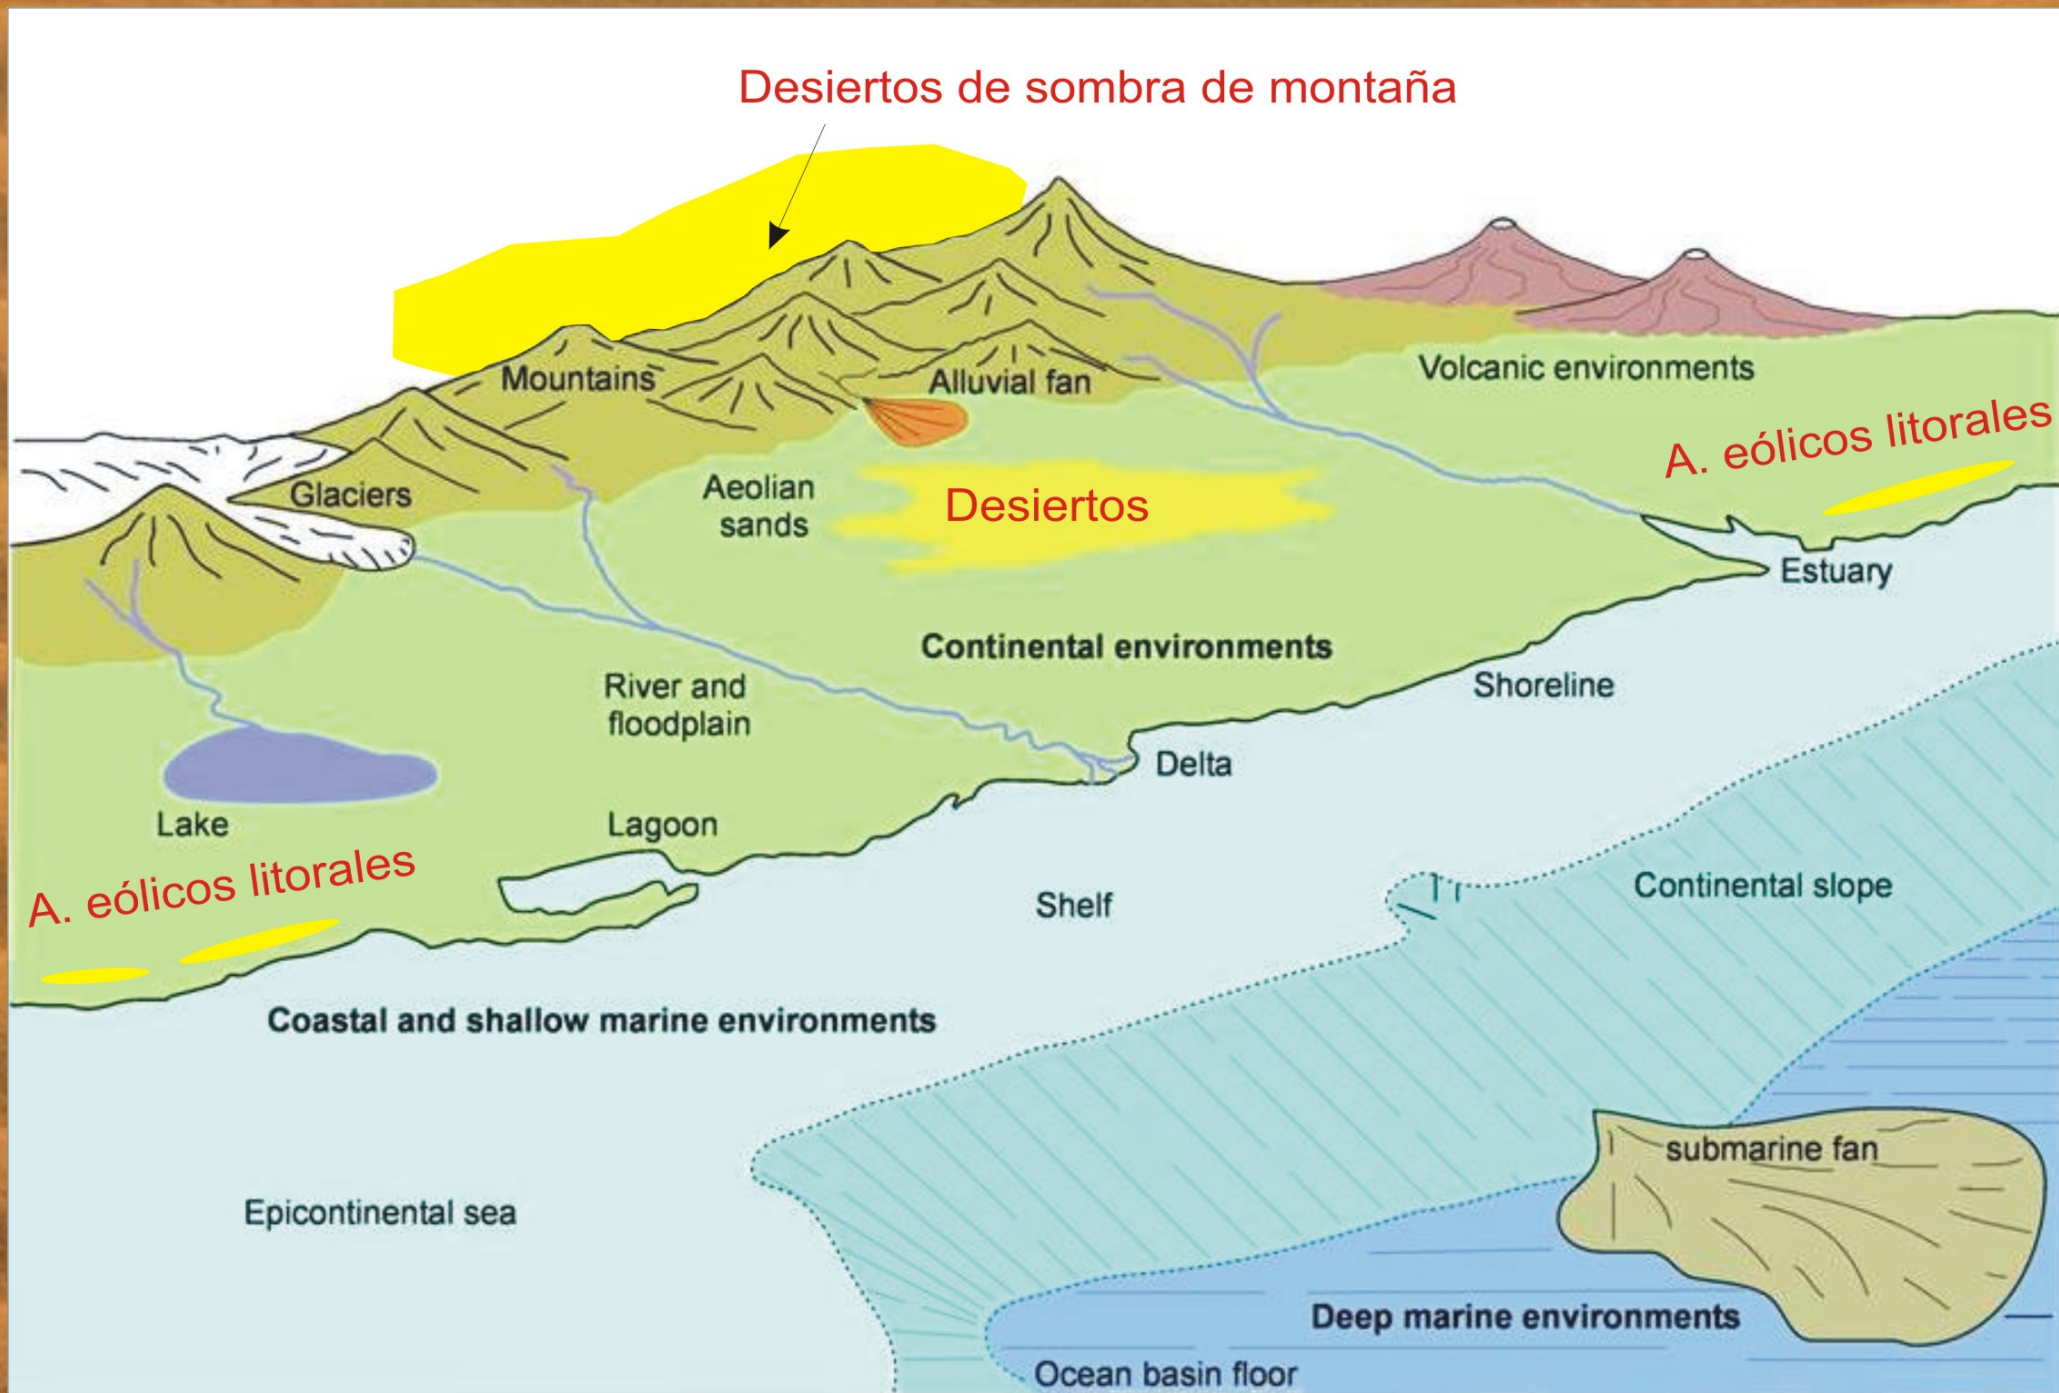 Desiertos de sombra de montaña
Mountains
Alluvial fan
Volcanic environments
A. eólicos litorales
Glaciers
Aeolian
sands
Desiertos
Estuary
Continental environments
River and
floodplain
Shoreline
Delta
Lake
Lagoon
A. eólicos litorales
Shelf
Continental slope
Coastal and shallow marine environments
submarine fan
Epicontinental sea
Deep marine environments
Ocean basin floor